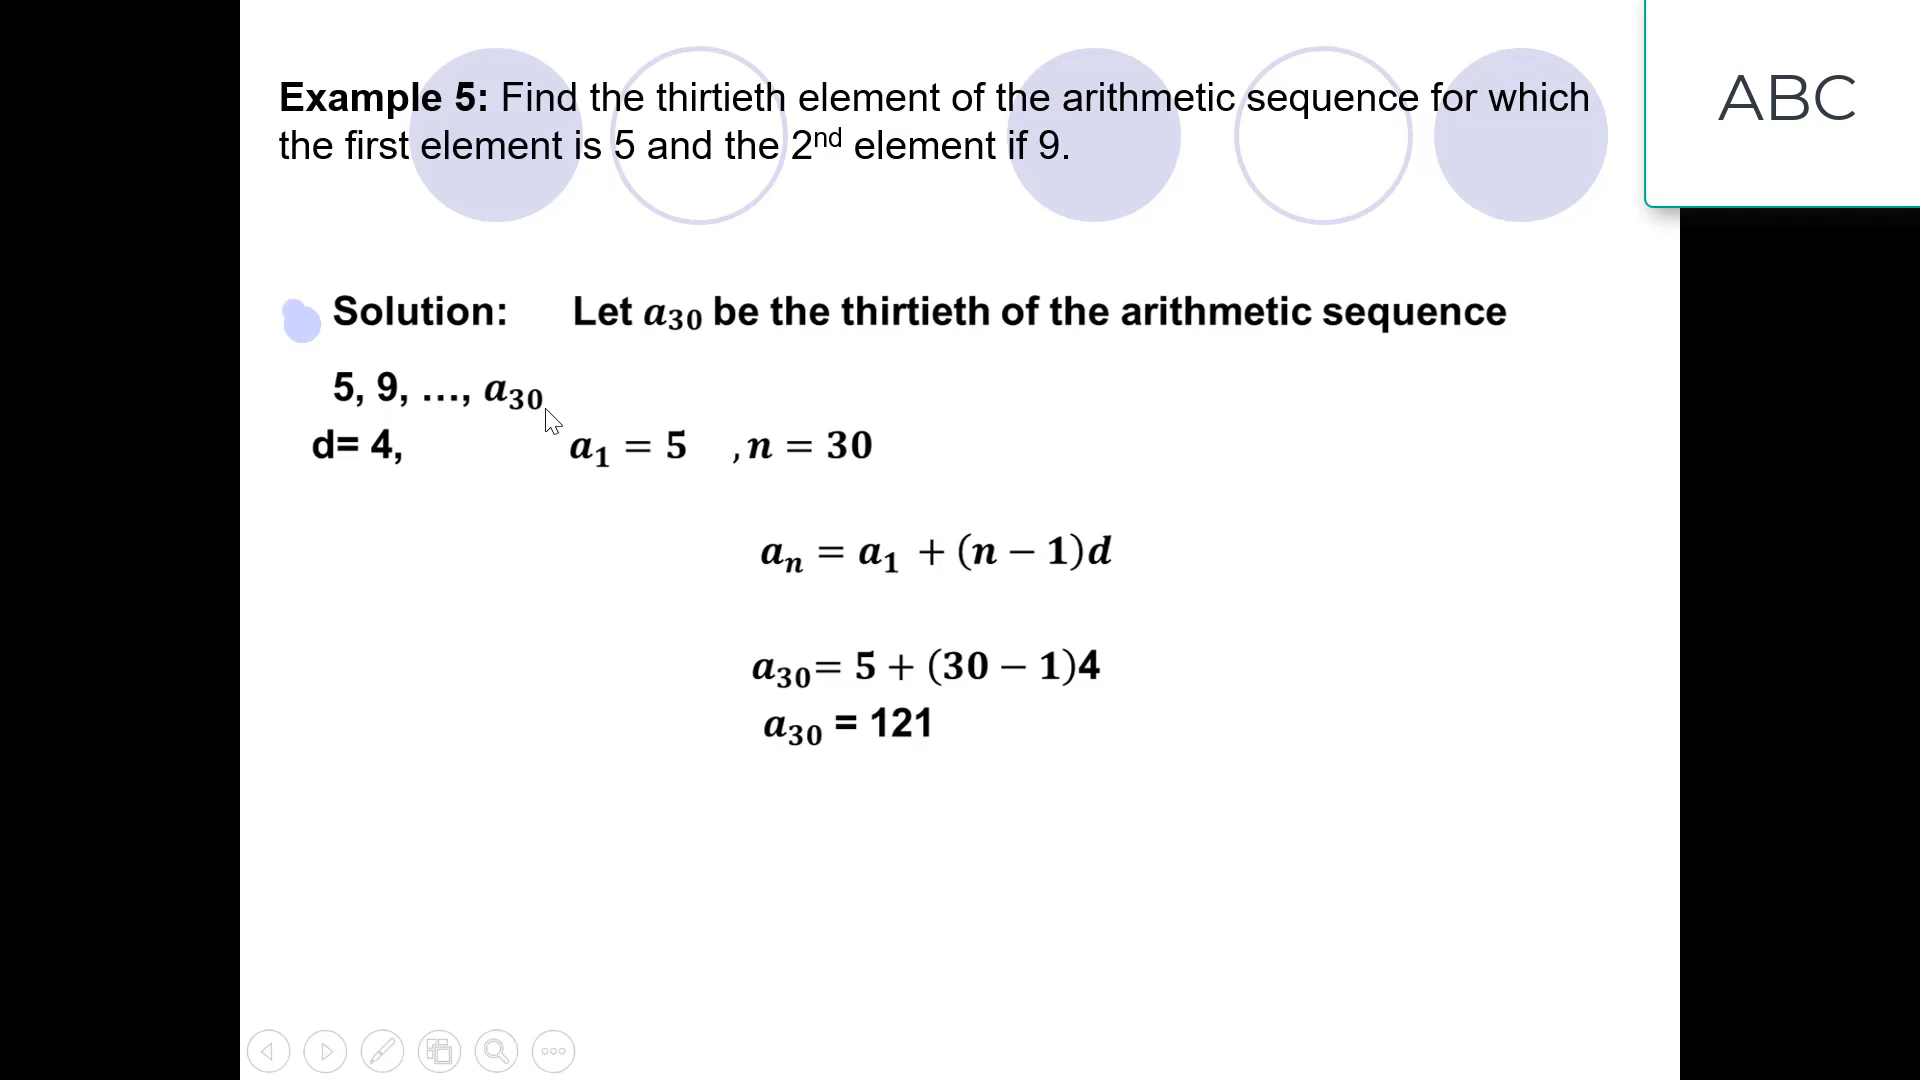 Example 5: Find the thirtieth element of the arithmetic sequence for which
the first element is 5 and the 2nd element if 9.
ABC
Solution: Let a₃₀ be the thirtieth of the arithmetic sequence
5, 9, …, a₃₀
d= 4, a₁ = 5 , n = 30
aₙ = a₁ + (n − 1)d
a₃₀= 5 + (30 − 1)4
a₃₀ = 121